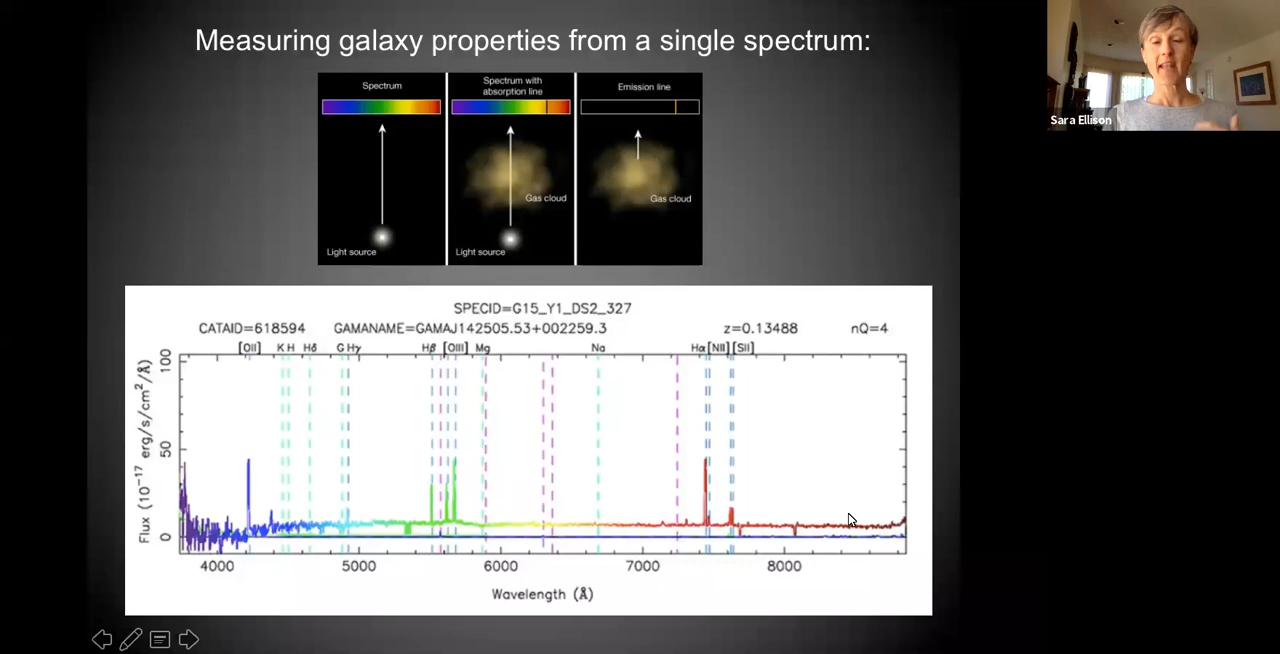 Measuring galaxy properties from a single spectrum:
Spectrum
Spectrum with
absorption line
Emission line
Gas cloud
Gas cloud
Light source
Light source
Sara Ellison
SPECID=G15_Y1_DS2_327
CATAID=618594 GAMANAME=GAMAJ142505.53+002259.3 z=0.13488 nQ=4
[OII] K H Hδ G Hγ Hβ [OIII] Mg Na Hα [NII] [SII]
Flux (10⁻¹⁷ erg/s/cm²/Å)
100
50
0
4000 5000 6000 7000 8000
Wavelength (Å)